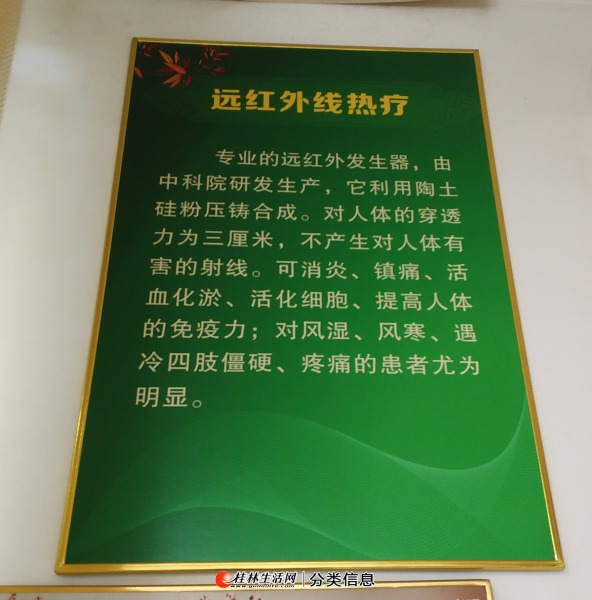 远红外线热疗
专业的远红外发生器，由
中科院研发生产，它利用陶土
硅粉压铸合成。对人体的穿透
力为三厘米，不产生对人体有
害的射线。可消炎、镇痛、活
血化淤、活化细胞、提高人体
的免疫力；对风湿、风寒、遇
冷四肢僵硬、疼痛的患者尤为
明显。
桂林生活网 | 分类信息